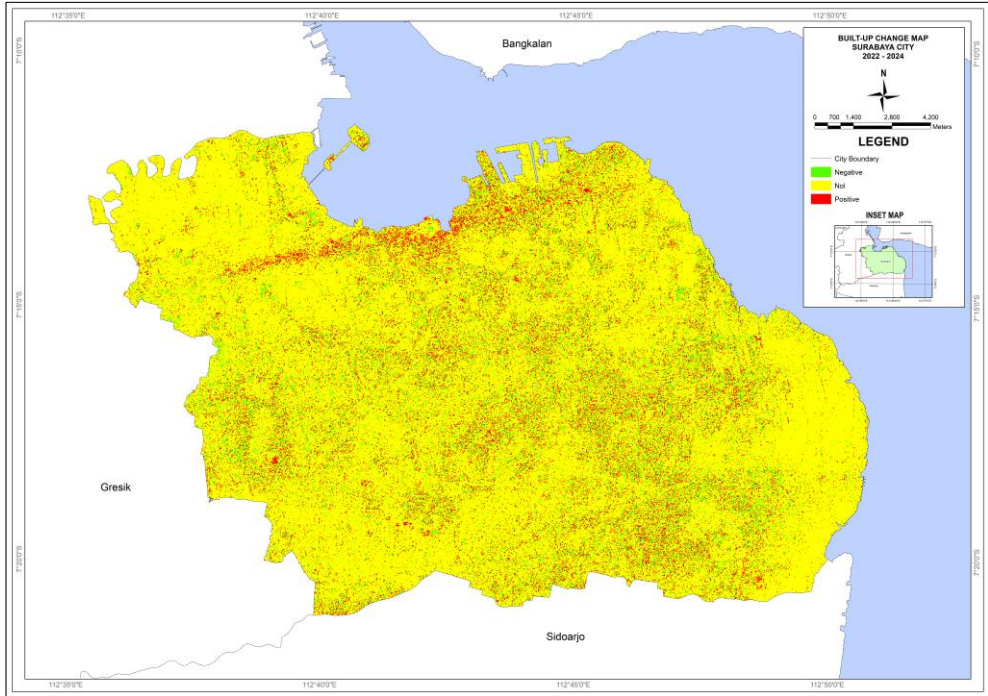 112°35'0"E 112°40'0"E 112°45'0"E 112°50'0"E
7°10'0"S 7°10'0"S
Bangkalan
BUILT-UP CHANGE MAP
SURABAYA CITY
2022 - 2024
N
0 700 1,400 2,800 4,200
Meters
LEGEND
City Boundary
Negative
Nol
Positive
INSET MAP
7°15'0"S 7°15'0"S
Gresik
7°20'0"S 7°20'0"S
Sidoarjo
112°35'0"E 112°40'0"E 112°45'0"E 112°50'0"E